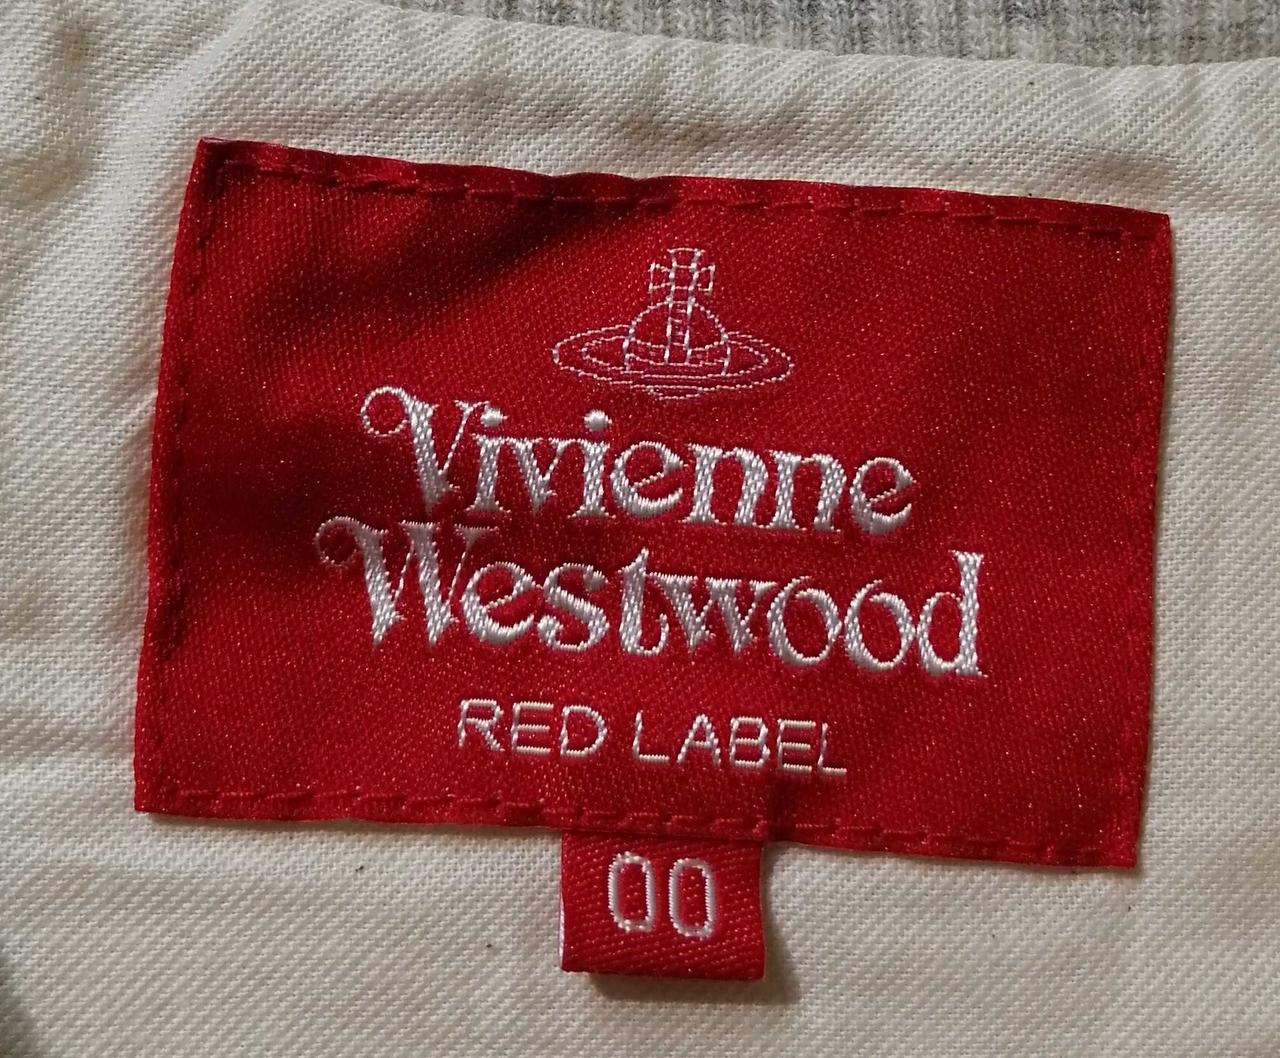 Vivienne
Westwood
RED LABEL
00